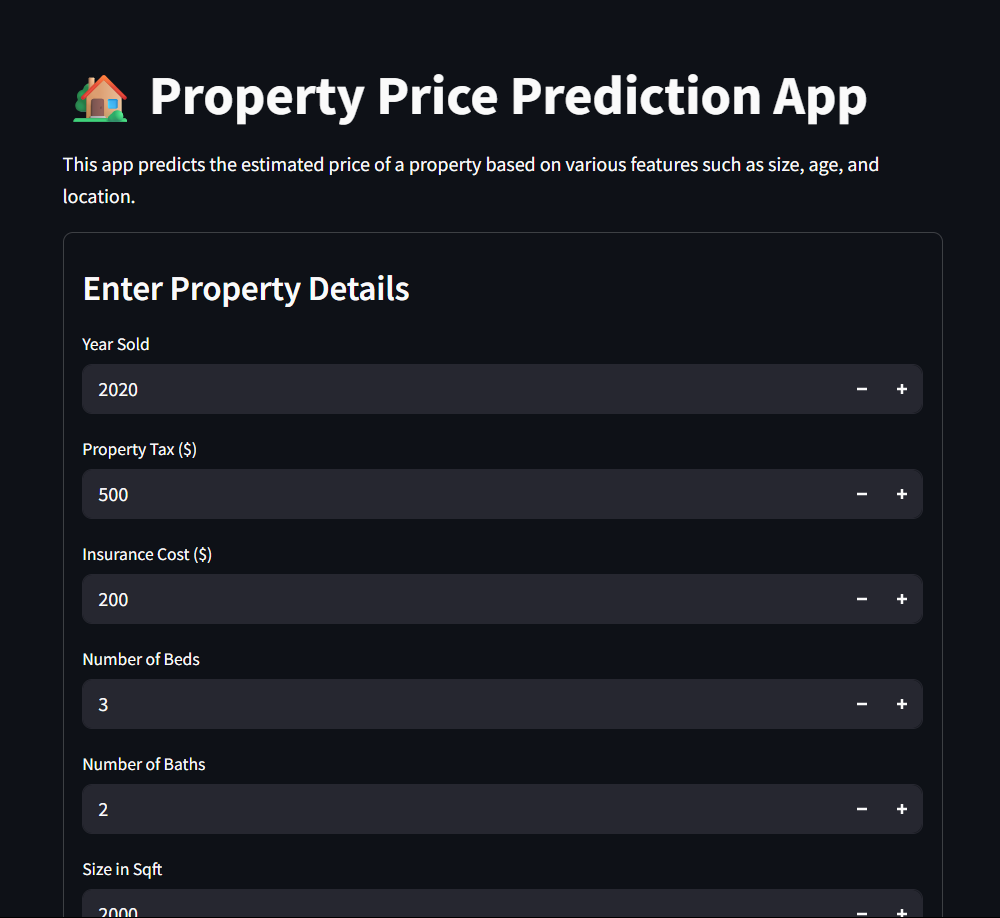 Property Price Prediction App
This app predicts the estimated price of a property based on various features such as size, age, and
location.
Enter Property Details
Year Sold
2020
Property Tax ($)
500
Insurance Cost ($)
200
Number of Beds
3
Number of Baths
2
Size in Sqft
2000